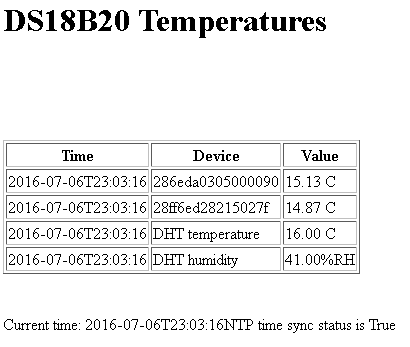 DS18B20 Temperatures
Time Device Value
2016-07-06T23:03:16 286eda0305000090 15.13 C
2016-07-06T23:03:16 28ff6ed28215027f 14.87 C
2016-07-06T23:03:16 DHT temperature 16.00 C
2016-07-06T23:03:16 DHT humidity 41.00%RH
Current time: 2016-07-06T23:03:16NTP time sync status is True